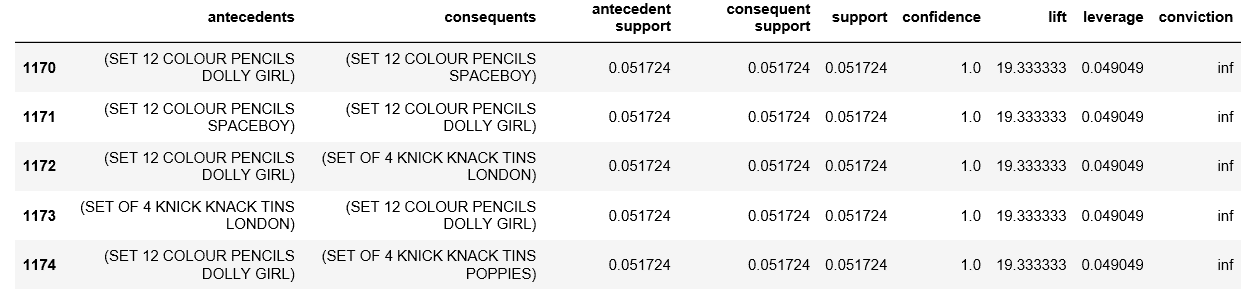 antecedents consequents antecedent support consequent support support confidence lift leverage conviction
1170 (SET 12 COLOUR PENCILS DOLLY GIRL) (SET 12 COLOUR PENCILS SPACEBOY) 0.051724 0.051724 0.051724 1.0 19.333333 0.049049 inf
1171 (SET 12 COLOUR PENCILS SPACEBOY) (SET 12 COLOUR PENCILS DOLLY GIRL) 0.051724 0.051724 0.051724 1.0 19.333333 0.049049 inf
1172 (SET 12 COLOUR PENCILS DOLLY GIRL) (SET OF 4 KNICK KNACK TINS LONDON) 0.051724 0.051724 0.051724 1.0 19.333333 0.049049 inf
1173 (SET OF 4 KNICK KNACK TINS LONDON) (SET 12 COLOUR PENCILS DOLLY GIRL) 0.051724 0.051724 0.051724 1.0 19.333333 0.049049 inf
1174 (SET 12 COLOUR PENCILS DOLLY GIRL) (SET OF 4 KNICK KNACK TINS POPPIES) 0.051724 0.051724 0.051724 1.0 19.333333 0.049049 inf